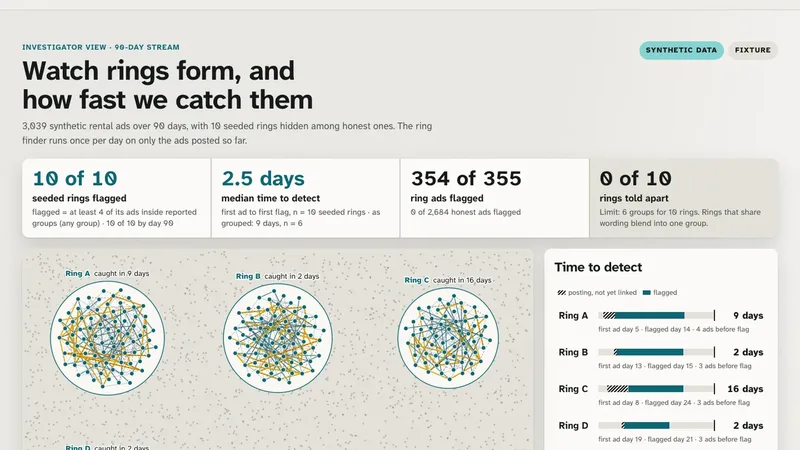 INVESTIGATOR VIEW · 90-DAY STREAM
SYNTHETIC DATA
FIXTURE
Watch rings form, and
how fast we catch them
3,039 synthetic rental ads over 90 days, with 10 seeded rings hidden among honest ones. The ring
finder runs once per day on only the ads posted so far.
10 of 10
seeded rings flagged
flagged = at least 4 of its ads inside reported
groups (any group) · 10 of 10 by day 90
2.5 days
median time to detect
first ad to first flag, n = 10 seeded rings · as
grouped: 9 days, n = 6
354 of 355
ring ads flagged
0 of 2,684 honest ads flagged
0 of 10
rings told apart
Limit: 6 groups for 10 rings. Rings that share
wording blend into one group.
Ring A caught in 9 days
Ring B caught in 2 days
Ring C caught in 16 days
Ring D caught in 2 days
Time to detect
posting, not yet linked
flagged
Ring A
9 days
first ad day 5 · flagged day 14 · 4 ads before flag
Ring B
2 days
first ad day 13 · flagged day 15 · 3 ads before flag
Ring C
16 days
first ad day 8 · flagged day 24 · 3 ads before flag
Ring D
2 days
first ad day 19 · flagged day 21 · 3 ads before flag